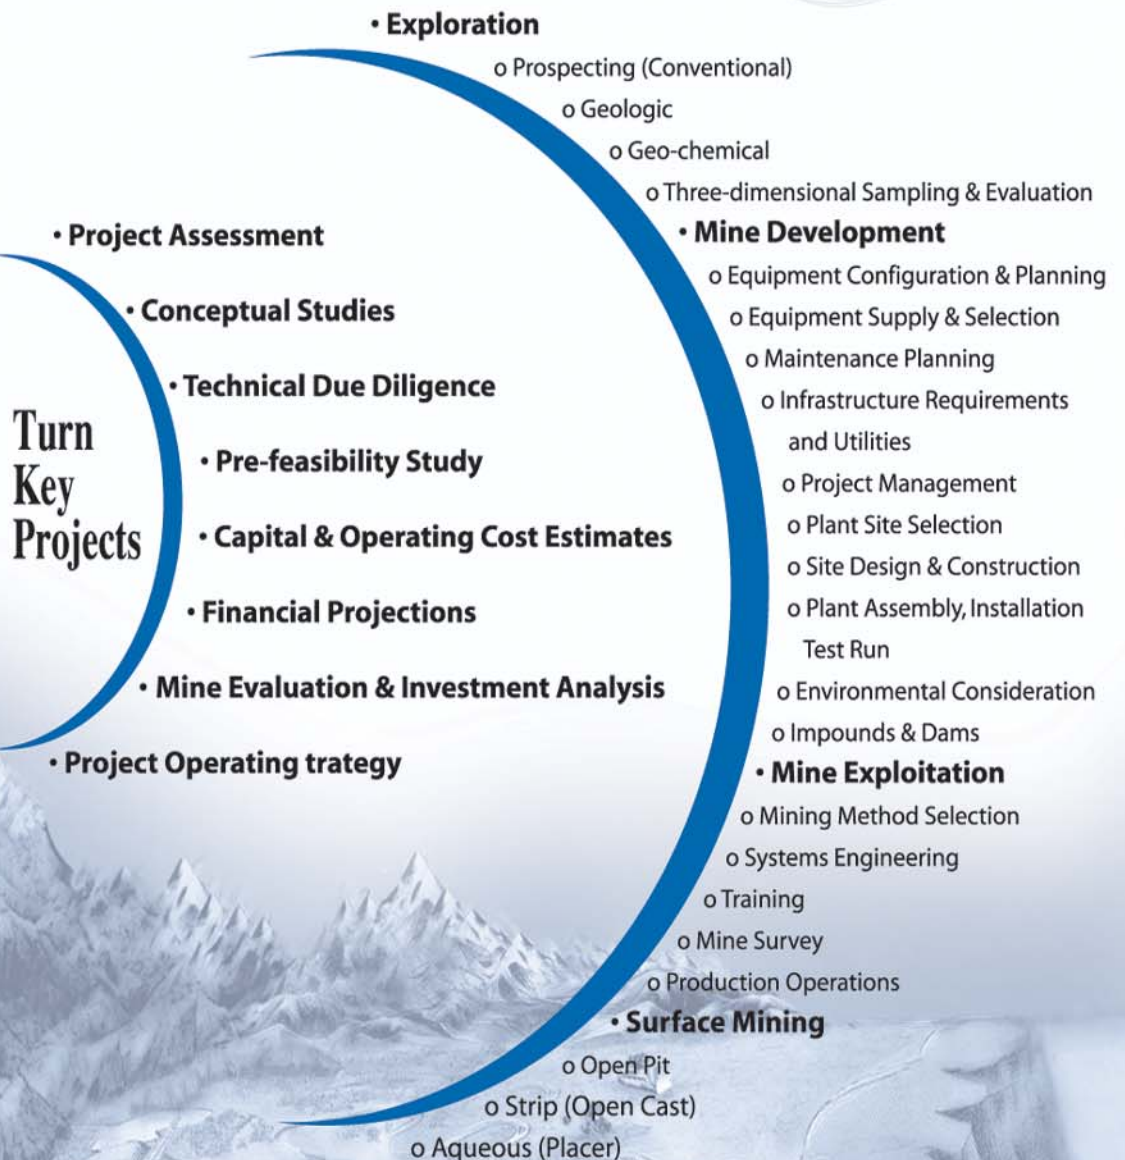 Turn
Key
Projects
• Project Assessment
• Conceptual Studies
• Technical Due Diligence
• Pre-feasibility Study
• Capital & Operating Cost Estimates
• Financial Projections
• Mine Evaluation & Investment Analysis
• Project Operating trategy
• Exploration
o Prospecting (Conventional)
o Geologic
o Geo-chemical
o Three-dimensional Sampling & Evaluation
• Mine Development
o Equipment Configuration & Planning
o Equipment Supply & Selection
o Maintenance Planning
o Infrastructure Requirements
and Utilities
o Project Management
o Plant Site Selection
o Site Design & Construction
o Plant Assembly, Installation
Test Run
o Environmental Consideration
o Impounds & Dams
• Mine Exploitation
o Mining Method Selection
o Systems Engineering
o Training
o Mine Survey
o Production Operations
• Surface Mining
o Open Pit
o Strip (Open Cast)
o Aqueous (Placer)